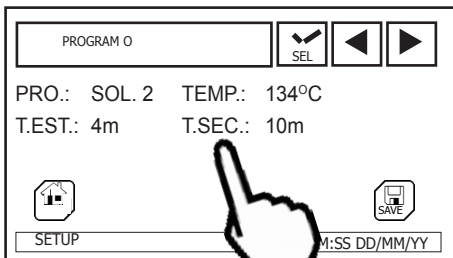 PROGRAM O
SEL
PRO.: SOL. 2 TEMP.: 134°C
T.EST.: 4m T.SEC.: 10m
SAVE
SETUP M:SS DD/MM/YY